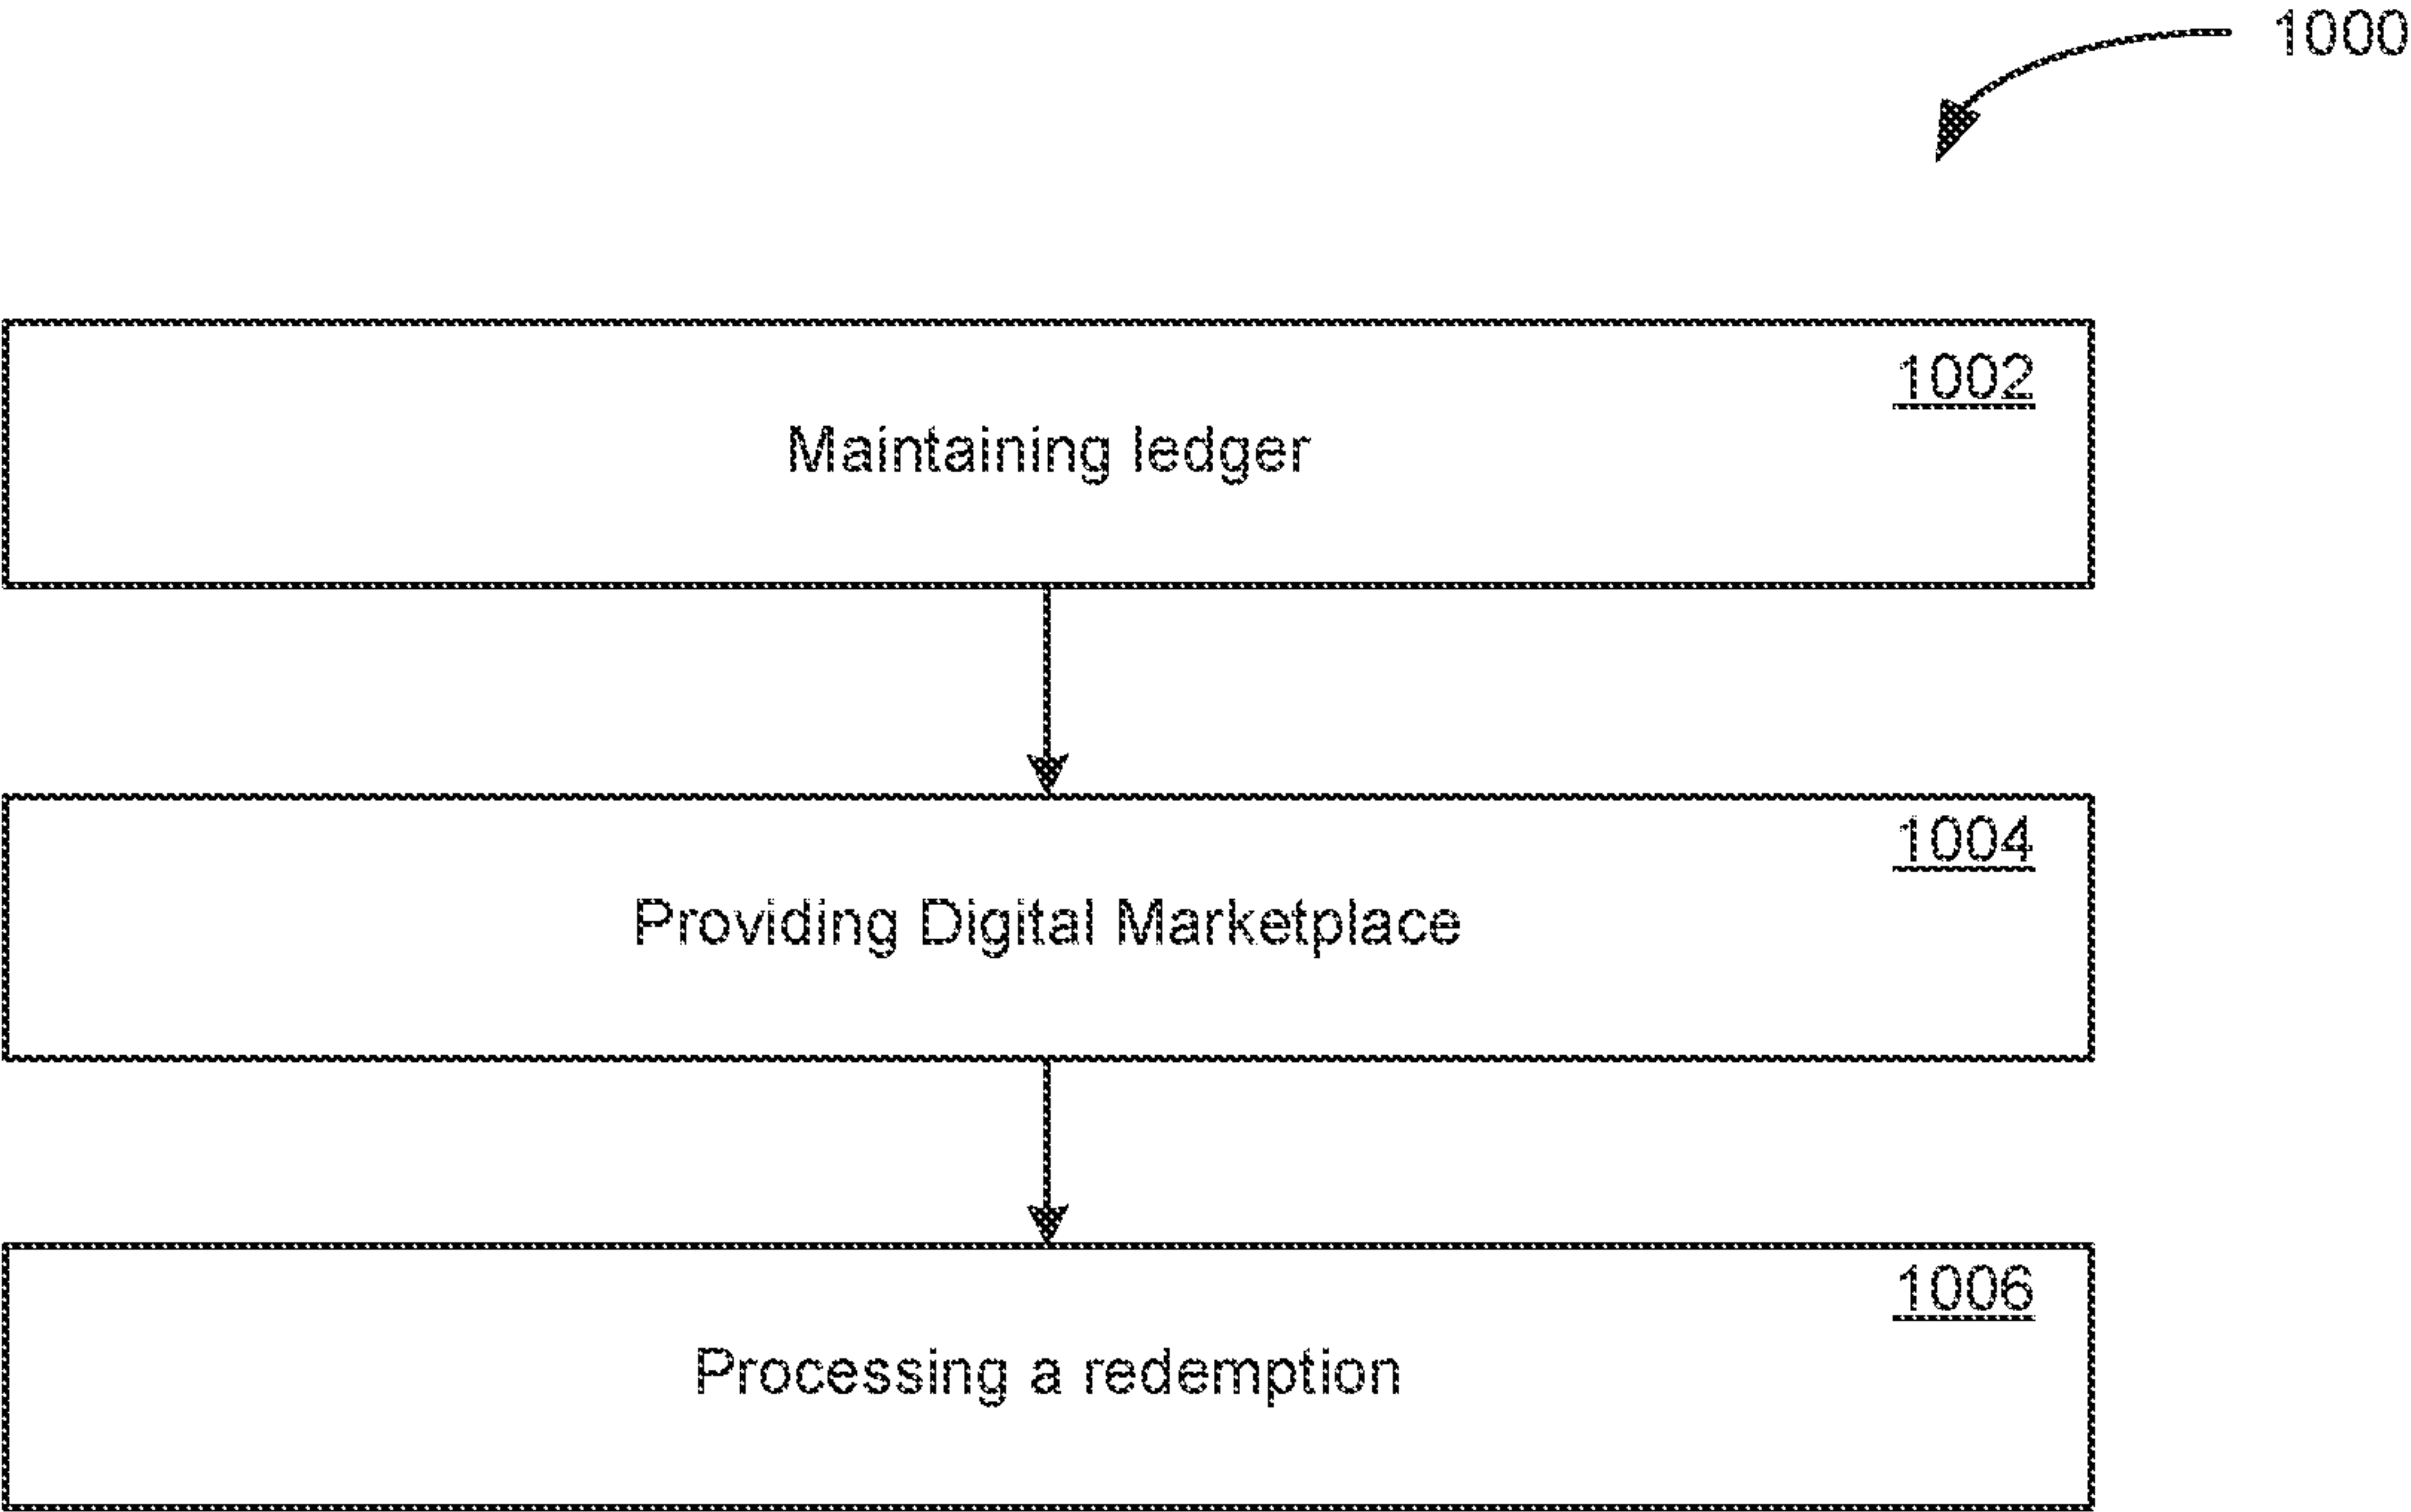 1000
1002
Maintaining ledger
1004
Providing Digital Marketplace
1006
Processing a redemption